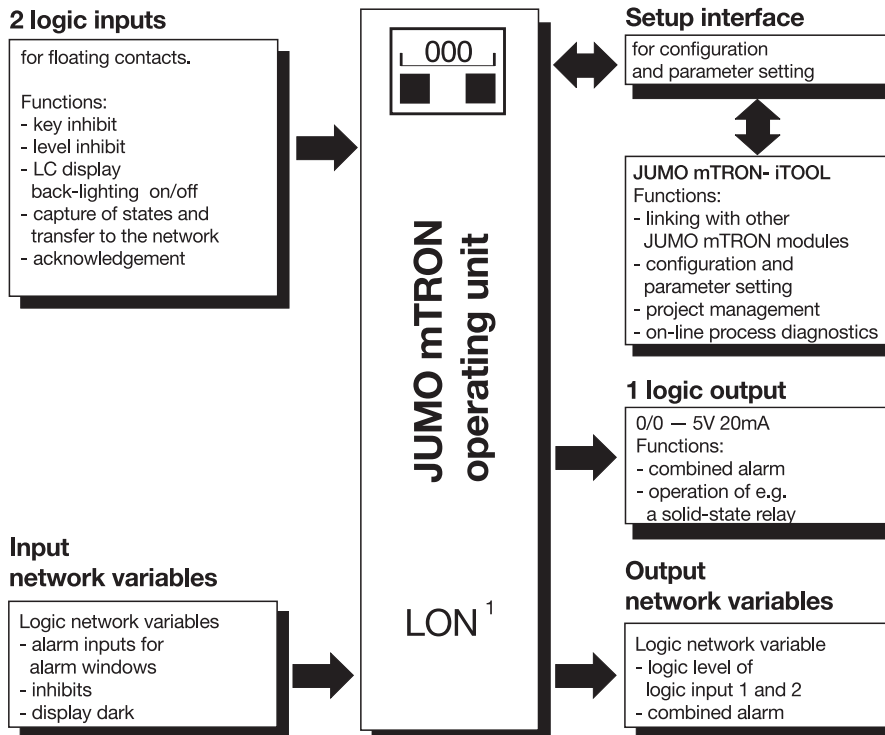 2 logic inputs
for floating contacts.
Functions:
- key inhibit
- level inhibit
- LC display
back-lighting on/off
- capture of states and
transfer to the network
- acknowledgement
Input
network variables
Logic network variables
- alarm inputs for
alarm windows
- inhibits
- display dark
000
JUMO mTRON
operating unit
LON 1
Setup interface
for configuration
and parameter setting
JUMO mTRON- iTOOL
Functions:
- linking with other
JUMO mTRON modules
- configuration and
parameter setting
- project management
- on-line process diagnostics
1 logic output
0/0 — 5V 20mA
Functions:
- combined alarm
- operation of e.g.
a solid-state relay
Output
network variables
Logic network variable
- logic level of
logic input 1 and 2
- combined alarm